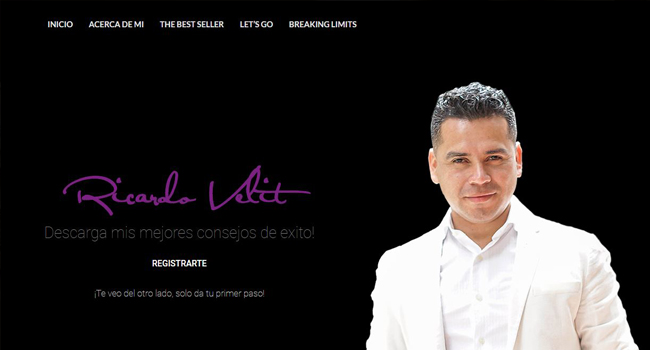 INICIO ACERCA DE MI THE BEST SELLER LET'S GO BREAKING LIMITS
Ricardo Velit
Descarga mis mejores consejos de exito!
REGISTRARTE
¡Te veo del otro lado, solo da tu primer paso!